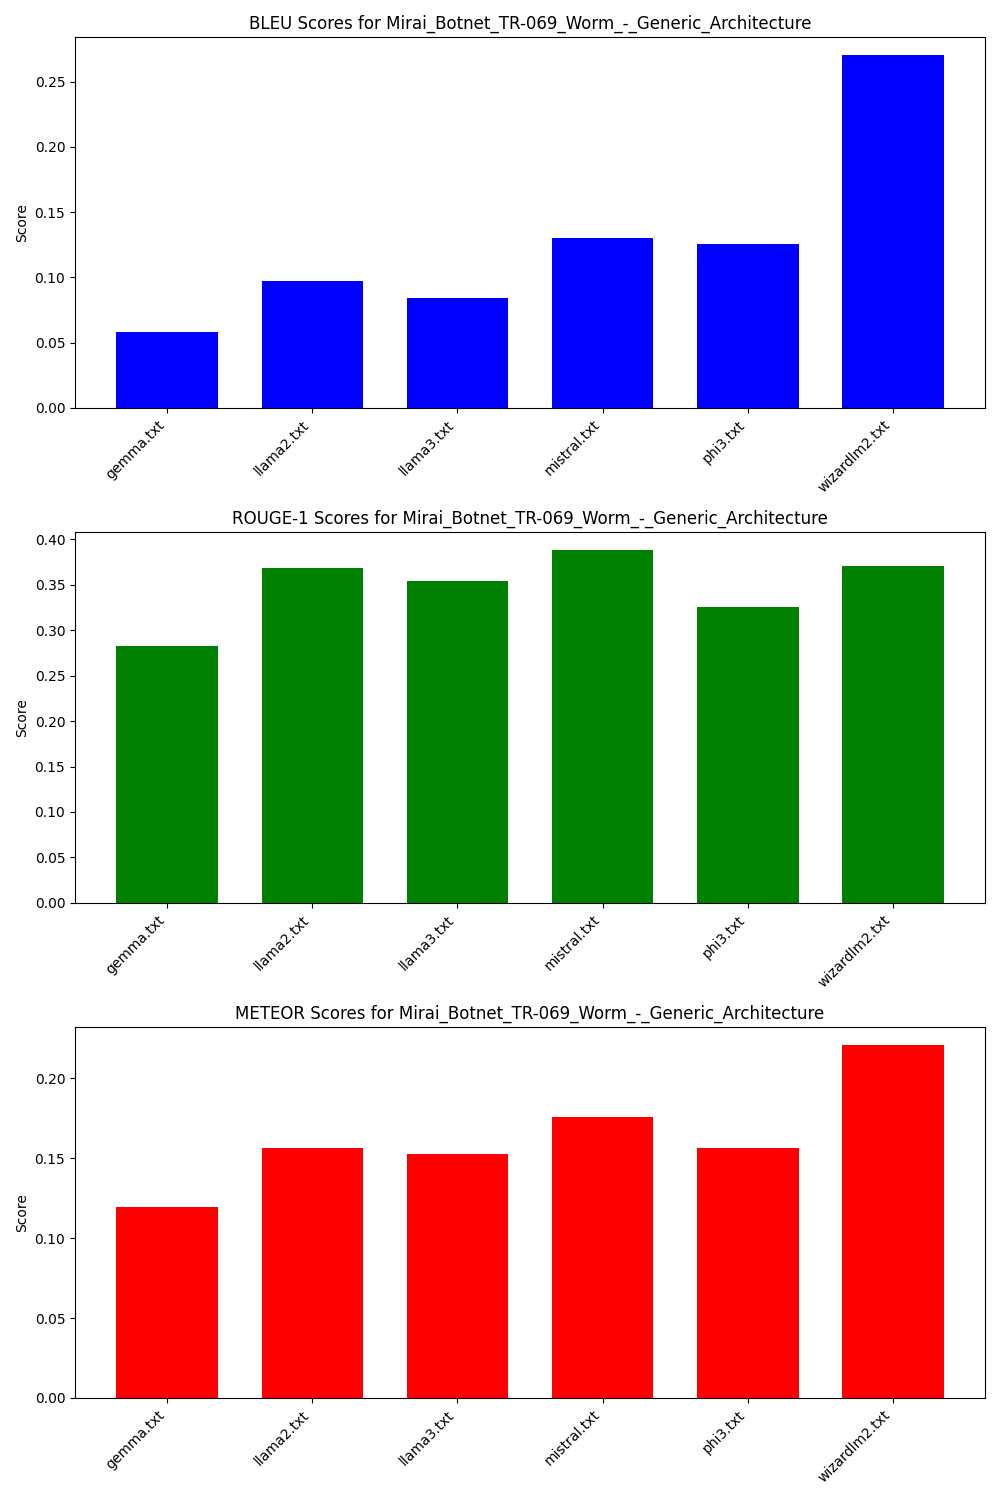 BLEU Scores for Mirai_Botnet_TR-069_Worm_-_Generic_Architecture
Score
0.25
0.20
0.15
0.10
0.05
0.00
gemma.txt
llama2.txt
llama3.txt
mistral.txt
phi3.txt
wizardlm2.txt
ROUGE-1 Scores for Mirai_Botnet_TR-069_Worm_-_Generic_Architecture
Score
0.40
0.35
0.30
0.25
0.20
0.15
0.10
0.05
0.00
gemma.txt
llama2.txt
llama3.txt
mistral.txt
phi3.txt
wizardlm2.txt
METEOR Scores for Mirai_Botnet_TR-069_Worm_-_Generic_Architecture
Score
0.20
0.15
0.10
0.05
0.00
gemma.txt
llama2.txt
llama3.txt
mistral.txt
phi3.txt
wizardlm2.txt